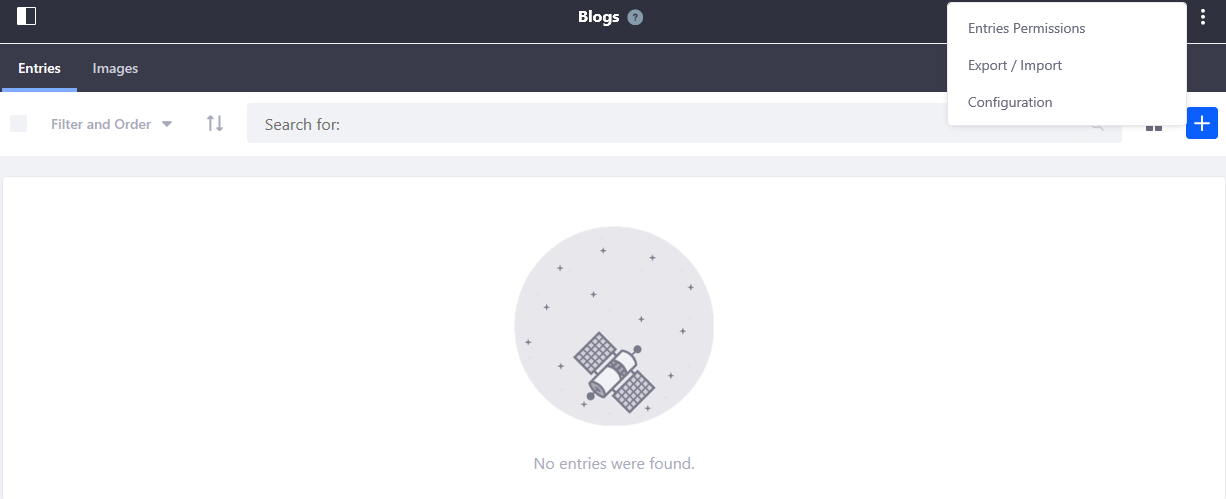 Blogs ?
Entries Permissions
Export / Import
Configuration
Entries Images
Filter and Order
Search for:
No entries were found.